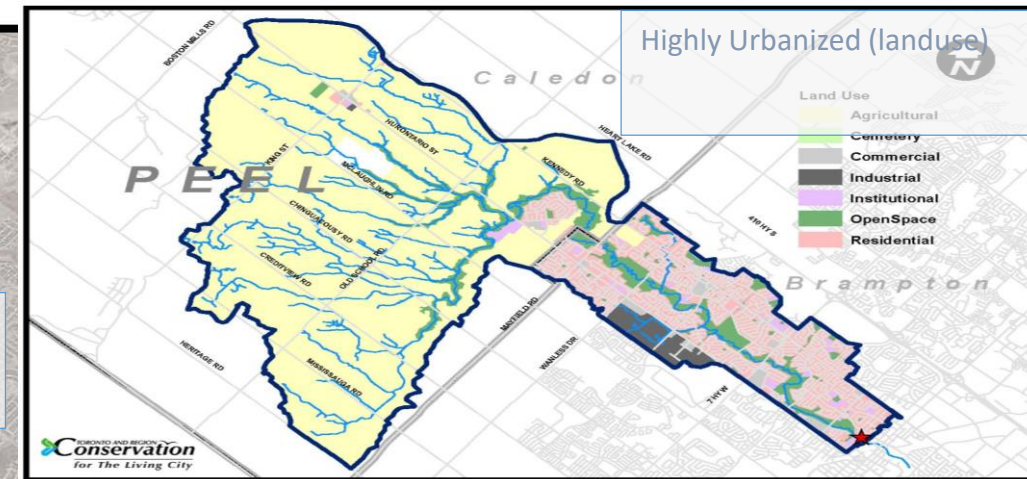 Highly Urbanized (landuse)
N
BOSTON MILLS RD
Caledon
Land Use
Agricultural
Cemetery
Commercial
Industrial
Institutional
OpenSpace
Residential
HURONTARIO ST
HEART LAKE RD
KENNEDY RD
KING ST
MCLAUGHLIN RD
PEEL
CHINGUACOUSY RD
OLD SCHOOL RD
CREDITVIEW RD
410 HY S
Brampton
MAYFIELD RD
WANLESS DR
HERITAGE RD
MISSISSAUGA RD
7 HY W
TORONTO AND REGION
Conservation
for The Living City